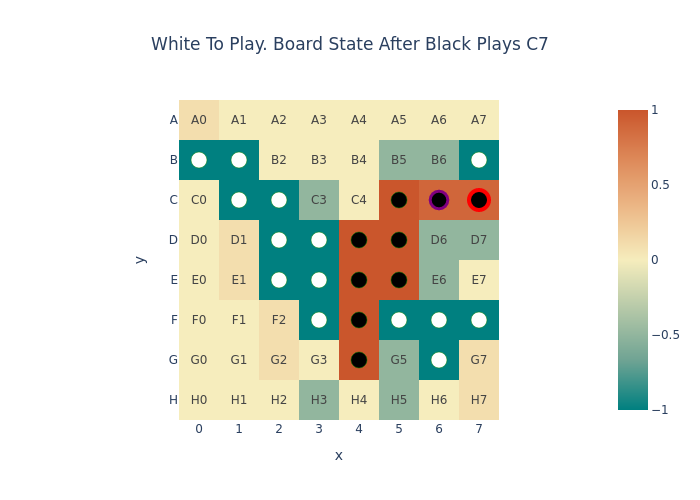 White To Play. Board State After Black Plays C7
A A0 A1 A2 A3 A4 A5 A6 A7
B B2 B3 B4 B5 B6
C C0 C3 C4
D D0 D1 D6 D7
E E0 E1 E6 E7
F F0 F1 F2
G G0 G1 G2 G3 G5 G7
H H0 H1 H2 H3 H4 H5 H6 H7
0 1 2 3 4 5 6 7
x
y
1
0.5
0
−0.5
−1